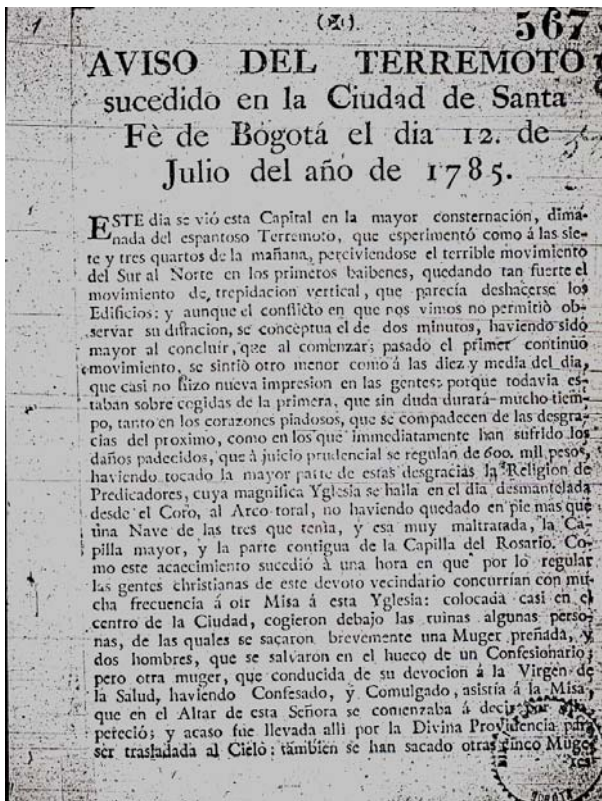 1
(✠).
567
AVISO DEL TERREMOTO
sucedido en la Ciudad de Santa
Fè de Bogotá el dia 12. de
Julio del año de 1785.
ESTE dia se vió esta Capital en la mayor consternación, dima-
nada del espantoso Terremoto, que esperimentó como á las sie-
te y tres quartos de la mañana, perciviendose el terrible movimiento
del Sur al Norte en los primeros baibenes, quedando tan fuerte el
movimiento de trepidacion vertical, que parecía deshacerse los
Edificios: y aunque el conflicto en que nos vimos no permitiò ob-
servar su duracion, se conceptua el de dos minutos, haviendo sido
mayor al concluir, que al comenzar; pasado el primer continuo
movimiento, se sintiò otro menor como á las diez y media del dia,
que casi no hizo nueva impresion en las gentes: porque todavia es-
taban sobre cogidas de la primera, que sin duda durará mucho tiem-
po, tanto en los corazones piadosos, que se compadecen de las desgra-
cias del proximo, como en los que immediatamente han sufrido los
daños padecidos, que à juicio prudencial se regulan de 600. mil pesos,
haviendo tocado la mayor parte de estas desgracias la Religion de
Predicadores, cuya magnifica Yglesia se halla en el dia desmantelada
desde el Coro, al Arco toral, no haviendo quedado en pie mas que
una Nave de las tres que tenia, y esa muy maltratada, la Ca-
pilla mayor, y la parte contigua de la Capilla del Rosario. Co-
mo este acaecimiento sucediò à una hora en que por lo regular
las gentes christianas de este devoto vecindario concurrían con mu-
cha frecuencia á oir Misa á esta Yglesia: colocada casi en el
centro de la Ciudad, cogieron debajo las ruinas algunas perso-
nas, de las quales se sacaron brevemente una Muger preñada, y
dos hombres, que se salvaron en el hueco de un Confesionario;
pero otra muger, que conducida de su devocion á la Virgen de
la Salud, haviendo Confesado, y Comulgado, asistia á la Misa,
que en el Altar de esta Señora se comenzaba á decir
peteció; y acaso fue llevada alli por la Divina Providencia para
ser trasladada al Cielo: tambien se han sacado otras cinco Muge
res